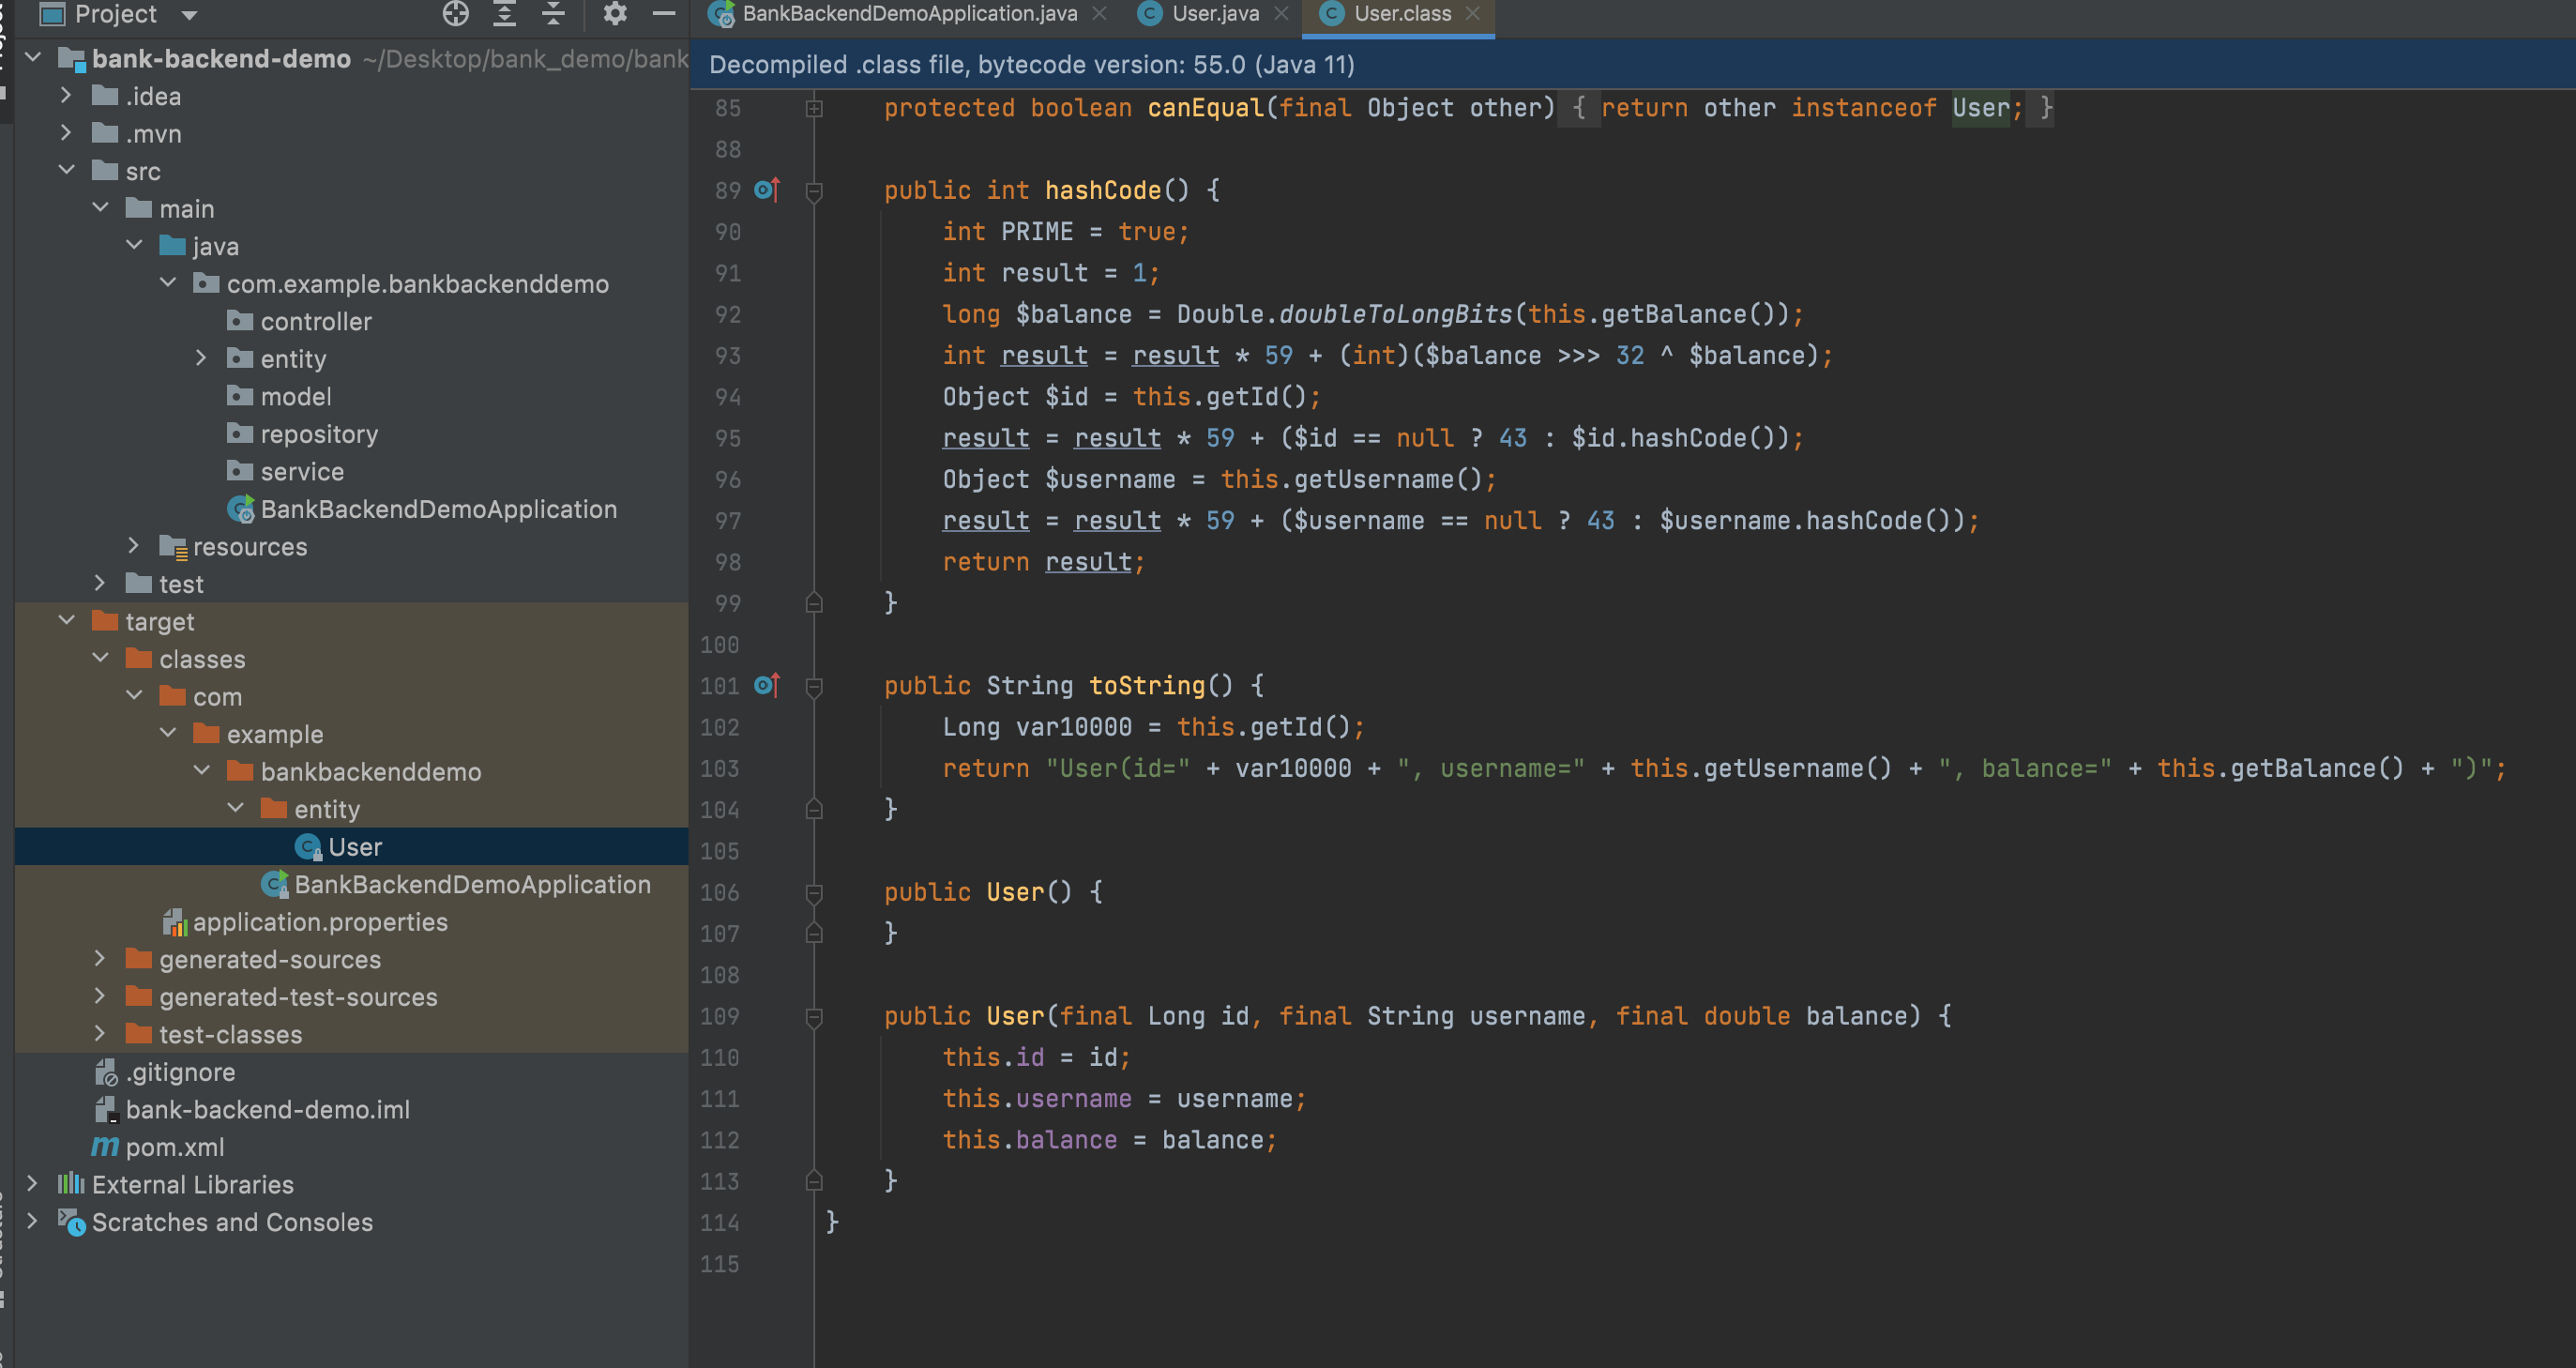 Project
bank-backend-demo ~/Desktop/bank_demo/bank
.idea
.mvn
src
main
java
com.example.bankbackenddemo
controller
entity
model
repository
service
BankBackendDemoApplication
resources
test
target
classes
com
example
bankbackenddemo
entity
User
BankBackendDemoApplication
application.properties
generated-sources
generated-test-sources
test-classes
.gitignore
bank-backend-demo.iml
pom.xml
External Libraries
Scratches and Consoles
BankBackendDemoApplication.java User.java User.class
Decompiled .class file, bytecode version: 55.0 (Java 11)
85 protected boolean canEqual(final Object other) { return other instanceof User; }
88
89 public int hashCode() {
90 int PRIME = true;
91 int result = 1;
92 long $balance = Double.doubleToLongBits(this.getBalance());
93 int result = result * 59 + (int)($balance >>> 32 ^ $balance);
94 Object $id = this.getId();
95 result = result * 59 + ($id == null ? 43 : $id.hashCode());
96 Object $username = this.getUsername();
97 result = result * 59 + ($username == null ? 43 : $username.hashCode());
98 return result;
99 }
100
101 public String toString() {
102 Long var10000 = this.getId();
103 return "User(id=" + var10000 + ", username=" + this.getUsername() + ", balance=" + this.getBalance() + ")";
104 }
105
106 public User() {
107 }
108
109 public User(final Long id, final String username, final double balance) {
110 this.id = id;
111 this.username = username;
112 this.balance = balance;
113 }
114 }
115